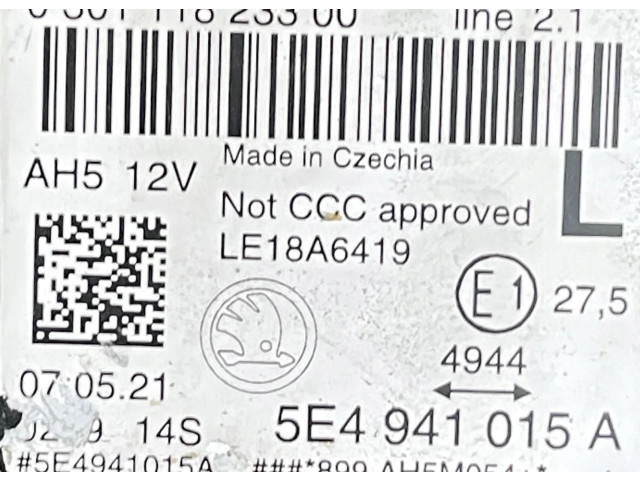 line 2.1
Made in Czechia
AH5 12V
Not CCC approved
L
LE18A6419
E1 27,5
4944
07.05.21
14S
5E4 941 015 A
#5E4941015A